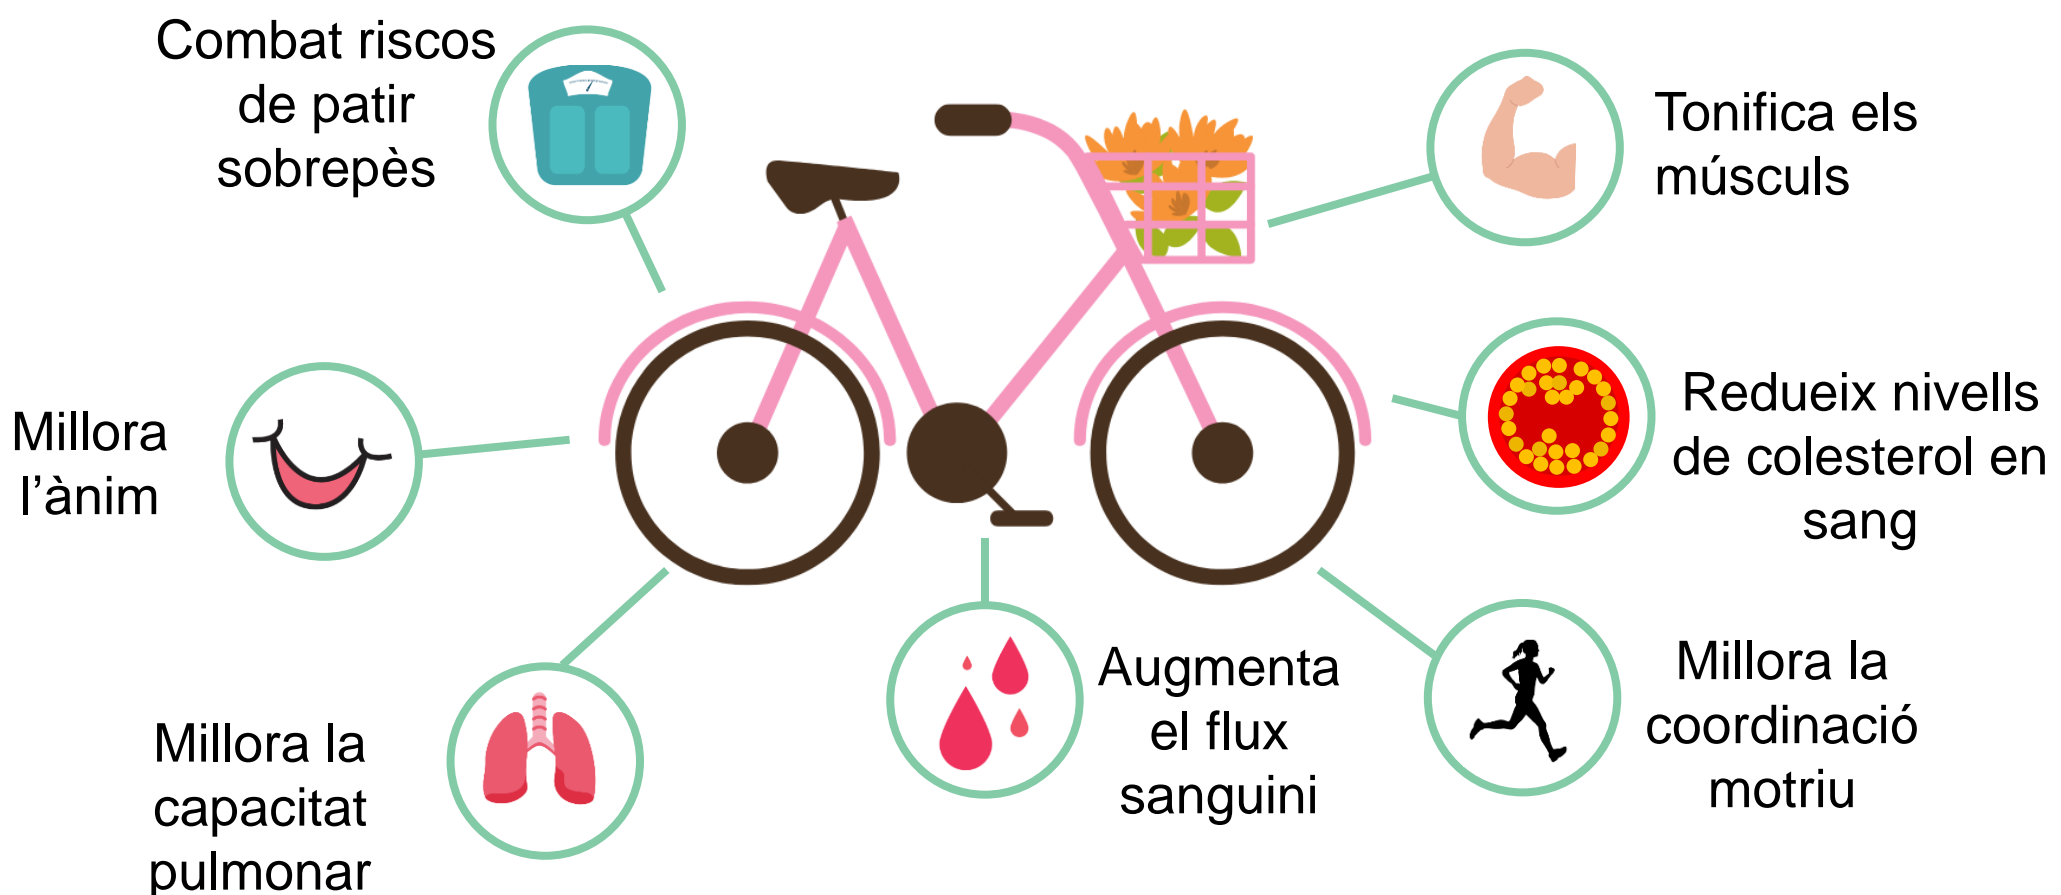 Combat riscos
de patir
sobrepès
Tonifica els
músculs
Millora
l’ànim
Redueix nivells
de colesterol en
sang
Millora la
capacitat
pulmonar
Augmenta
el flux
sanguini
Millora la
coordinació
motriu